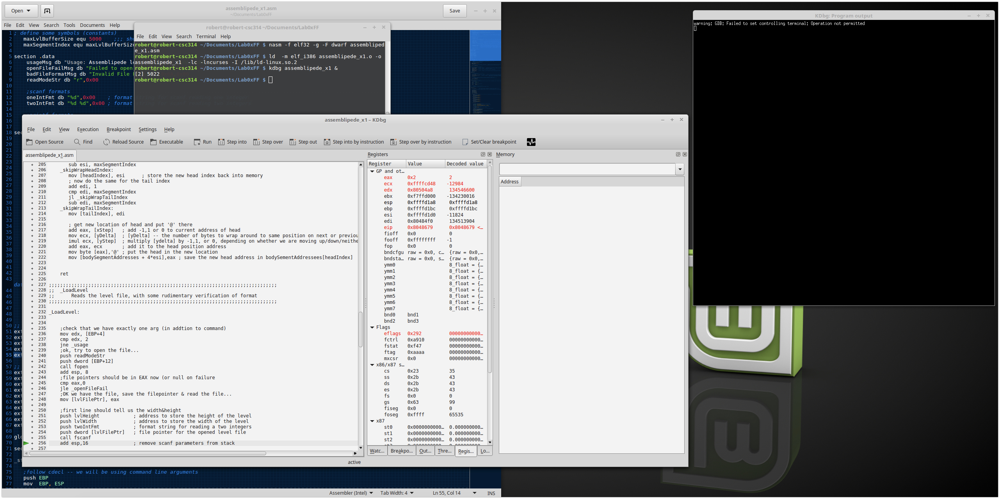 Open
assemblipede_x1.asm
~/Documents/Lab0xFF
Save
File Edit View Search Tools Documents Help
1 ; define some symbols (constants)
2 maxLvlBufferSize equ 5000 ;;; sho
3 maxSegmentIndex equ maxLvlBufferSize
4
5 section .data
6 usageMsg db "Usage: Assemblipede le
7 openFileFailMsg db "Failed to open
8 badFileFormatMsg db "Invalid File F
9 readModeStr db "r",0x00
10
11 ;scanf formats
12 oneIntFmt db "%d",0x00 ; format
13 twoIntFmt db "%d %d",0x00 ; format
14
15
16
17
18 sec
19
20
21
22
23
24
25
26
27
28
29
30
31
32
33
34
35
36
37
38
39
40
41
42
43
dat
44
45
46
47
48
49
50 ;;
51 ext
52 ext
53 ext
54 ext
55 ext
56
57 ;;
58 ext
59 ext
60 ext
61 ext
62 ext
63 ext
64 ext
65 ext
66 ext
67 ext
68
69 glo
70
71 sec
72
73 _st
74
75 ;follow cdecl -- we will be using command line arguments
76 push EBP
77 mov EBP, ESP
Assembler (Intel) Tab Width: 4 Ln 55, Col 14 INS
robert@robert-csc314 ~/Documents/Lab0xFF
File Edit View Search Terminal Help
robert@robert-csc314 ~/Documents/Lab0xFF $ nasm -f elf32 -g -F dwarf assembliped
e_x1.asm
robert@robert-csc314 ~/Documents/Lab0xFF $ ld -m elf_i386 assemblipede_x1.o -o
assemblipede_x1 -lc -lncurses -I /lib/ld-linux.so.2
robert@robert-csc314 ~/Documents/Lab0xFF $ kdbg assemblipede_x1 &
[2] 5022
robert@robert-csc314 ~/Documents/Lab0xFF $
KDbg: Program output
warning: GDB: Failed to set controlling terminal: Operation not permitted
assemblipede_x1 – KDbg
File Edit View Execution Breakpoint Settings Help
Open Source Find Reload Source Executable Run Step into Step over Step out Step into by instruction Step over by instruction Set/Clear breakpoint
assemblipede_x1.asm
+ 205 sub esi, maxSegmentIndex
+ 206 _skipWrapHeadIndex:
+ 207 mov [headIndex], esi ; store the new head index back into memory
+ 208 ; now do the same for the tail index
+ 209 add edi, 1
+ 210 cmp edi, maxSegmentIndex
+ 211 jl _skipWrapTailIndex
+ 212 sub edi, maxSegmentIndex
+ 213 _skipWrapTailIndex:
+ 214 mov [tailIndex], edi
+ 215
+ 216 ; get new location of head and put '@' there
+ 217 add eax, [xStep] ; add -1,1 or 0 to current address of head
+ 218 mov ecx, [yDelta] ; [yDelta] -- the number of bytes to wrap around to same position on next or previou
+ 219 imul ecx, [yStep] ; multiply [ydelta] by -1,1, or 0, depending on whether we are moving up/down/neithe
+ 220 add eax, ecx ; add it to the head position address
+ 221 mov byte [eax],'@' ; put the head in the new location
+ 222 mov [bodySegmentAddresses + 4*esi],eax ; save the new head address in bodySementAddressees[headIndex]
+ 223
+ 224
+ 225 ret
+ 226
+ 227 ;;;;;;;;;;;;;;;;;;;;;;;;;;;;;;;;;;;;;;;;;;;;;;;;;;;;;;;;;;;;;;;;;;;;;;;;;;;;;;;;;
+ 228 ;; _LoadLevel
+ 229 ;; Reads the level file, with some rudimentary verification of format
+ 230 ;;;;;;;;;;;;;;;;;;;;;;;;;;;;;;;;;;;;;;;;;;;;;;;;;;;;;;;;;;;;;;;;;;;;;;;;;;;;;;;;;
+ 231
+ 232 _LoadLevel:
+ 233
+ 234
+ 235 ;check that we have exactly one arg (in addtion to command)
+ 236 mov edx, [EBP+4]
+ 237 cmp edx, 2
+ 238 jne _usage
+ 239 ;ok, try to open the file...
+ 240 push readModeStr
+ 241 push dword [EBP+12]
+ 242 call fopen
+ 243 add esp, 8
+ 244 ;file pointers should be in EAX now (or null on failure
+ 245 cmp eax,0
+ 246 jle _openFileFail
+ 247 ;OK we have the file, save the filepointer & read the file...
+ 248 mov [lvlFilePtr], eax
+ 249
+ 250 ;first line should tell us the width&height
+ 251 push lvlHeight ; address to store the height of the level
+ 252 push lvlWidth ; address to store the width of the level
+ 253 push twoIntFmt ; format string for reading a two integers
+ 254 push dword [lvlFilePtr] ; file pointer for the opened level file
+ 255 call fscanf
+ 256 add esp,16 ; remove scanf parameters from stack
+ 257
active
Registers
Register Value Decoded value
GP and ot...
eax 0x2 2
ecx 0xffffcd48 -12984
edx 0x80504a8 134546600
ebx 0xf7ffd000 -134230016
esp 0xffffd1a8 0xffffd1a8
ebp 0xffffd1bc 0xffffd1bc
esi 0xffffd1d0 -11824
edi 0x80484f0 134513904
eip 0x8048679 0x8048679 <...
fioff 0x0 0
fooff 0xffffffff -1
fop 0x0 0
bndcfgu raw = 0x0, c... {raw = 0x0,...
bndsta... raw = 0x0, s... {raw = 0x0,...
ymm0 8_float = {...
ymm1 8_float = {...
ymm2 8_float = {...
ymm3 8_float = {...
ymm4 8_float = {...
ymm5 8_float = {...
ymm6 8_float = {...
ymm7 8_float = {...
bnd0 bnd1
bnd2 bnd3
Flags
eflags 0x292 00000000000...
fctrl 0xa910 00000000000...
fstat 0xf47 00000000000...
ftag 0xaaaa 00000000000...
mxcsr 0x0 00000000000...
x86/x87 s...
cs 0x23 35
ss 0x2b 43
ds 0x2b 43
es 0x2b 43
fs 0x0 0
gs 0x63 99
fiseg 0x0 0
foseg 0xffff 65535
x87
st0 0x0000000000... 0.000000000...
st1 0x0000000000... 0.000000000...
st2 0x0000000000... 0.000000000...
Watc... Breakpo... Out... Thre... Regis... Lo...
Memory
Address